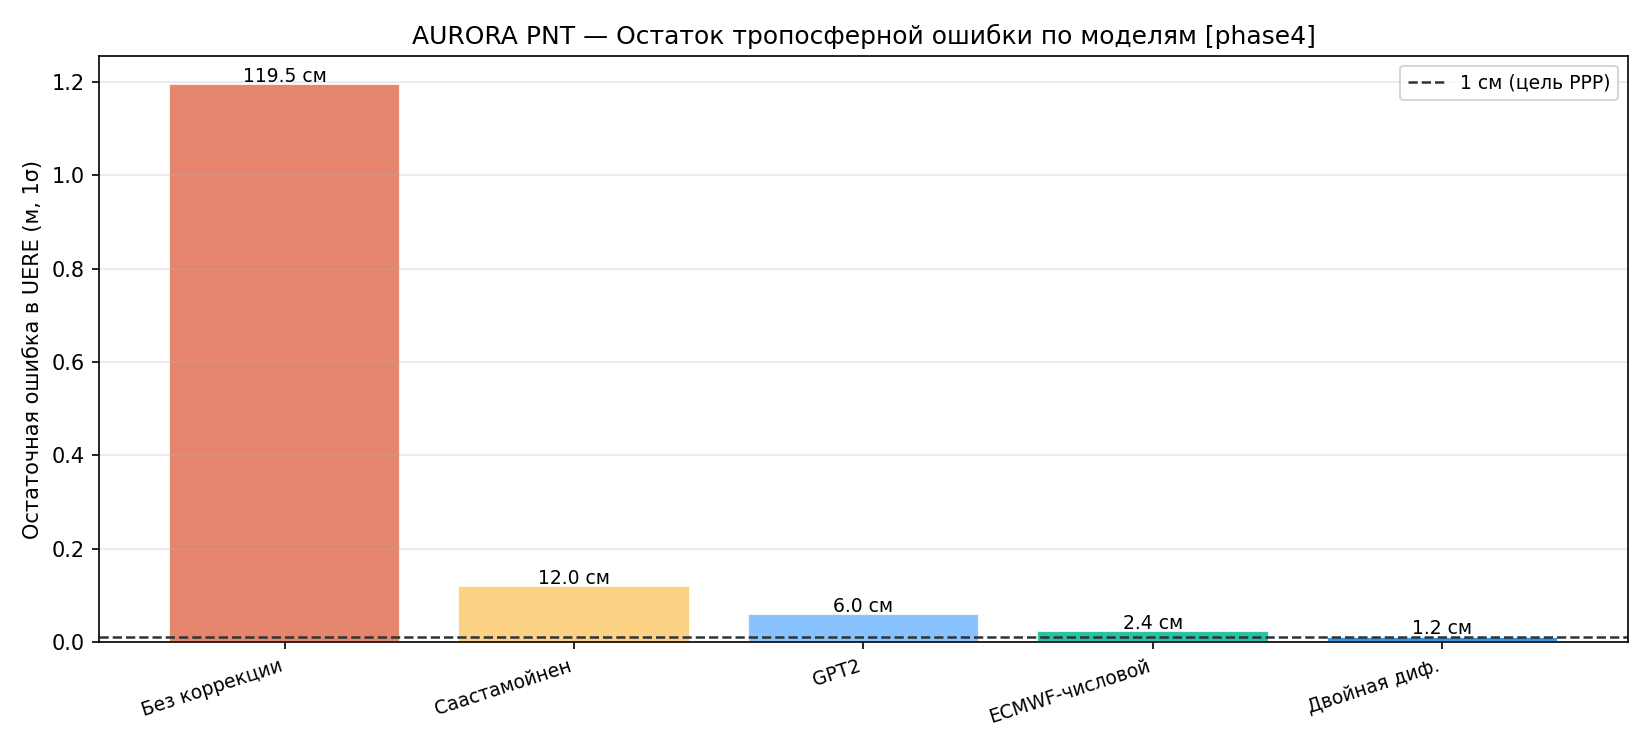 AURORA PNT — Остаток тропосферной ошибки по моделям [phase4]
1 см (цель PPP)
Остаточная ошибка в UERE (м, 1σ)
1.2
1.0
0.8
0.6
0.4
0.2
0.0
119.5 см
12.0 см
6.0 см
2.4 см
1.2 см
Без коррекции
Саастамойнен
GPT2
ECMWF-числовой
Двойная диф.